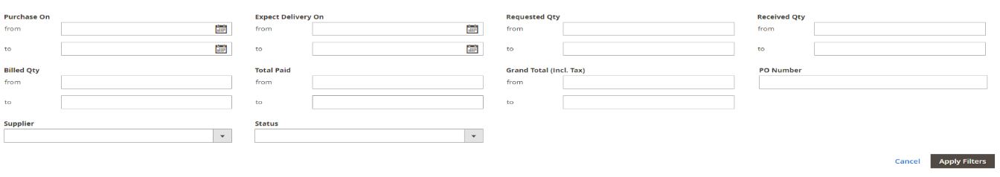 Purchase On Expect Delivery On Requested Qty Received Qty
from from from from
to to to to
Billed Qty Total Paid Grand Total (Incl. Tax) PO Number
from from from
to to to
Supplier Status
Cancel Apply Filters